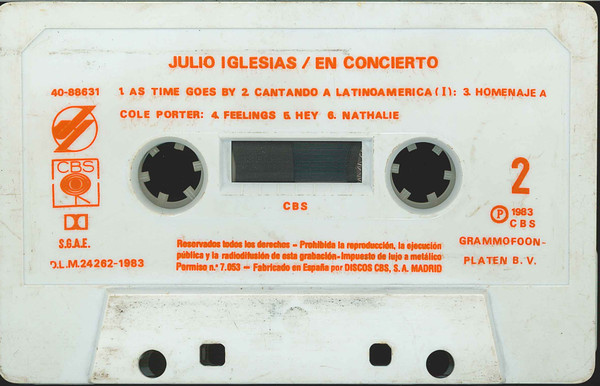 JULIO IGLESIAS / EN CONCIERTO
40-88631
1. AS TIME GOES BY 2. CANTANDO A LATINOAMERICA (I): 3. HOMENAJE A
COLE PORTER: 4. FEELINGS 5. HEY 6. NATHALIE
CBS
CBS
2
S.G.A.E.
D.L.M. 24262-1983
Reservados todos los derechos – Prohibida la reproducción, la ejecución
pública y la radiodifusión de esta grabación-Impuesto de lujo a metálico
Permiso n.º 7.053 – Fabricado en España por DISCOS CBS, S.A. MADRID
Ⓟ 1983
CBS
GRAMMOFOON-
PLATEN B.V.